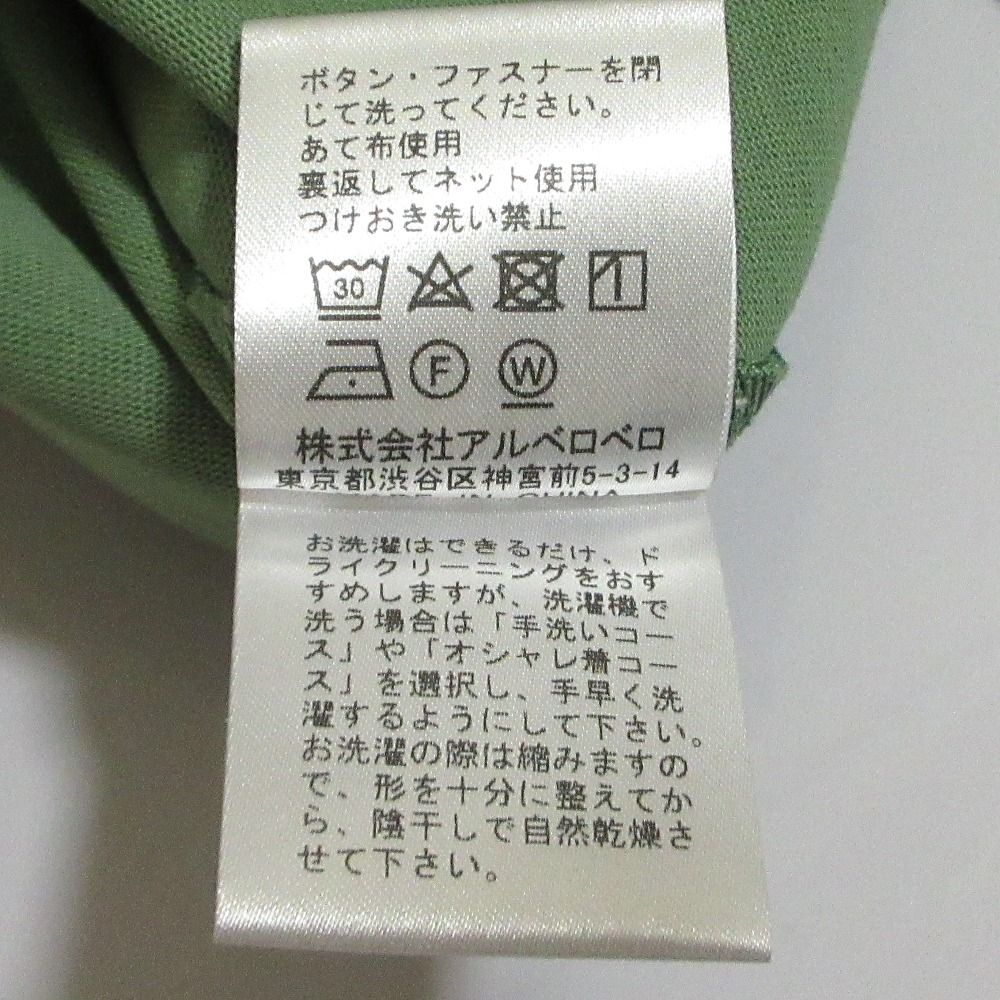 ボタン・ファスナーを閉
じて洗ってください。
あて布使用
裏返してネット使用
つけおき洗い禁止
30
F W
株式会社アルベロベロ
東京都渋谷区神宮前5-3-14
IN CHINA
お洗濯はできるだけ、ド
ライクリーニングをおす
すめしますが、洗濯機で
洗う場合は「手洗いコー
ス」や「オシャレ着コー
ス」を選択し、手早く洗
濯するようにして下さい。
お洗濯の際は縮みますの
で、形を十分に整えてか
ら、陰干しで自然乾燥さ
せて下さい。